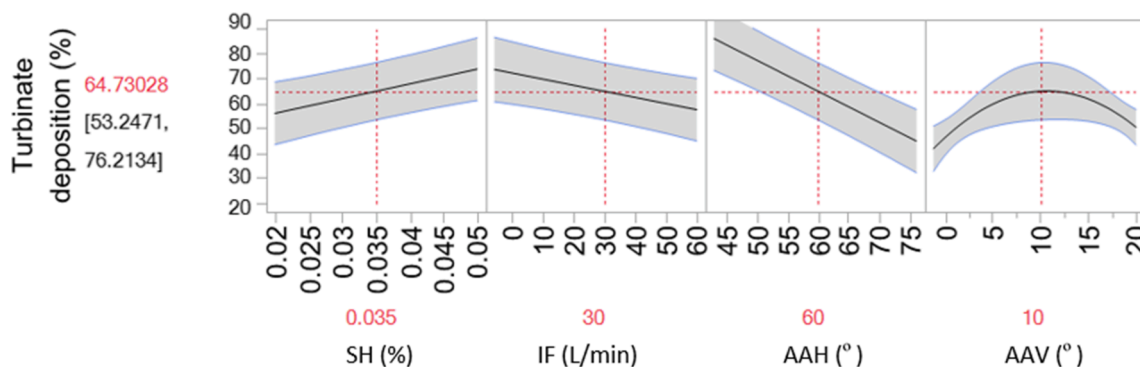 Turbinate
deposition (%)
64.73028
[53.2471,
76.2134]
90
80
70
60
50
40
30
20
0.02 0.025 0.03 0.035 0.04 0.045 0.05
0 10 20 30 40 50 60
45 50 55 60 65 70 75
0 5 10 15 20
0.035 30 60 10
SH (%) IF (L/min) AAH (°) AAV (°)